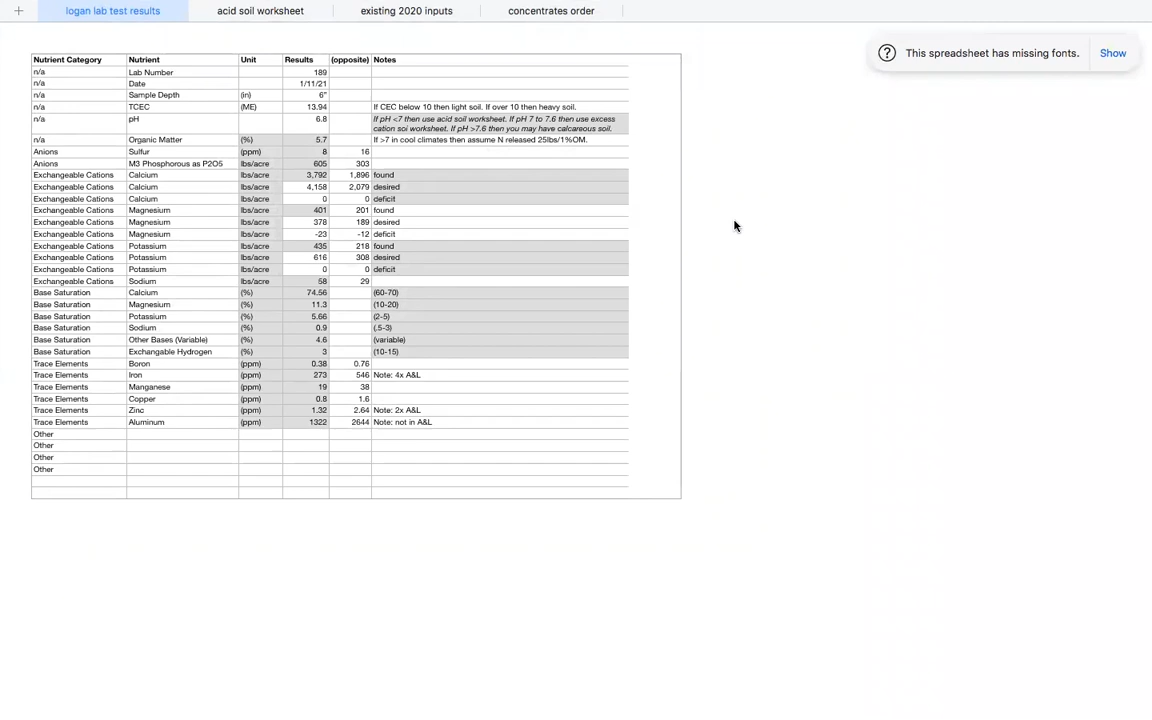 + logan lab test results acid soil worksheet existing 2020 inputs concentrates order
This spreadsheet has missing fonts. Show
Nutrient Category Nutrient Unit Results (opposite) Notes
n/a Lab Number 189
n/a Date 1/11/21
n/a Sample Depth (in) 6"
n/a TCEC (ME) 13.94 If CEC below 10 then light soil. If over 10 then heavy soil.
n/a pH 6.8 If pH <7 then use acid soil worksheet. If pH 7 to 7.6 then use excess
cation soi worksheet. If pH >7.6 then you may have calcareous soil.
n/a Organic Matter (%) 5.7 If >7 in cool climates then assume N released 25lbs/1%OM.
Anions Sulfur (ppm) 8 16
Anions M3 Phosphorous as P2O5 lbs/acre 605 303
Exchangeable Cations Calcium lbs/acre 3,792 1,896 found
Exchangeable Cations Calcium lbs/acre 4,158 2,079 desired
Exchangeable Cations Calcium lbs/acre 0 0 deficit
Exchangeable Cations Magnesium lbs/acre 401 201 found
Exchangeable Cations Magnesium lbs/acre 378 189 desired
Exchangeable Cations Magnesium lbs/acre -23 -12 deficit
Exchangeable Cations Potassium lbs/acre 435 218 found
Exchangeable Cations Potassium lbs/acre 616 308 desired
Exchangeable Cations Potassium lbs/acre 0 0 deficit
Exchangeable Cations Sodium lbs/acre 58 29
Base Saturation Calcium (%) 74.56 (60-70)
Base Saturation Magnesium (%) 11.3 (10-20)
Base Saturation Potassium (%) 5.66 (2-5)
Base Saturation Sodium (%) 0.9 (.5-3)
Base Saturation Other Bases (Variable) (%) 4.6 (variable)
Base Saturation Exchangable Hydrogen (%) 3 (10-15)
Trace Elements Boron (ppm) 0.38 0.76
Trace Elements Iron (ppm) 273 546 Note: 4x A&L
Trace Elements Manganese (ppm) 19 38
Trace Elements Copper (ppm) 0.8 1.6
Trace Elements Zinc (ppm) 1.32 2.64 Note: 2x A&L
Trace Elements Aluminum (ppm) 1322 2644 Note: not in A&L
Other
Other
Other
Other